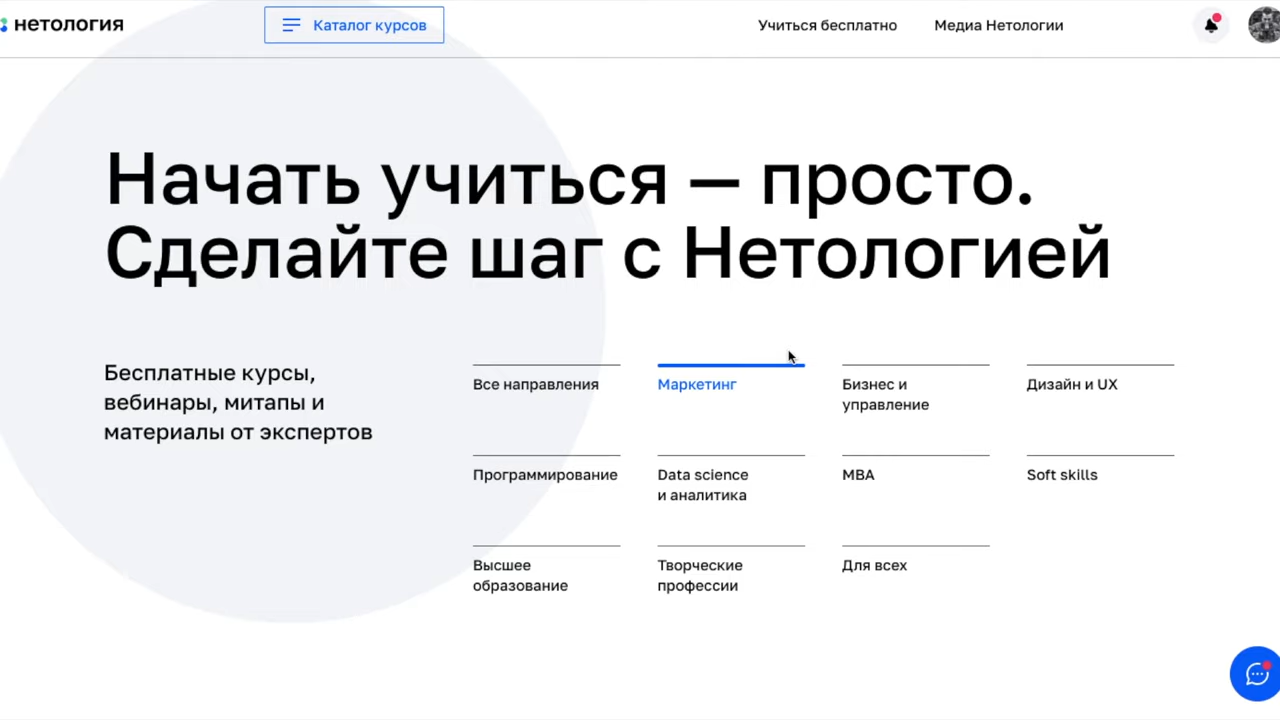 нетология
Каталог курсов
Учиться бесплатно
Медиа Нетологии
Начать учиться — просто.
Сделайте шаг с Нетологией
Бесплатные курсы,
вебинары, митапы и
материалы от экспертов
Все направления
Маркетинг
Бизнес и
управление
Дизайн и UX
Программирование
Data science
и аналитика
MBA
Soft skills
Высшее
образование
Творческие
профессии
Для всех